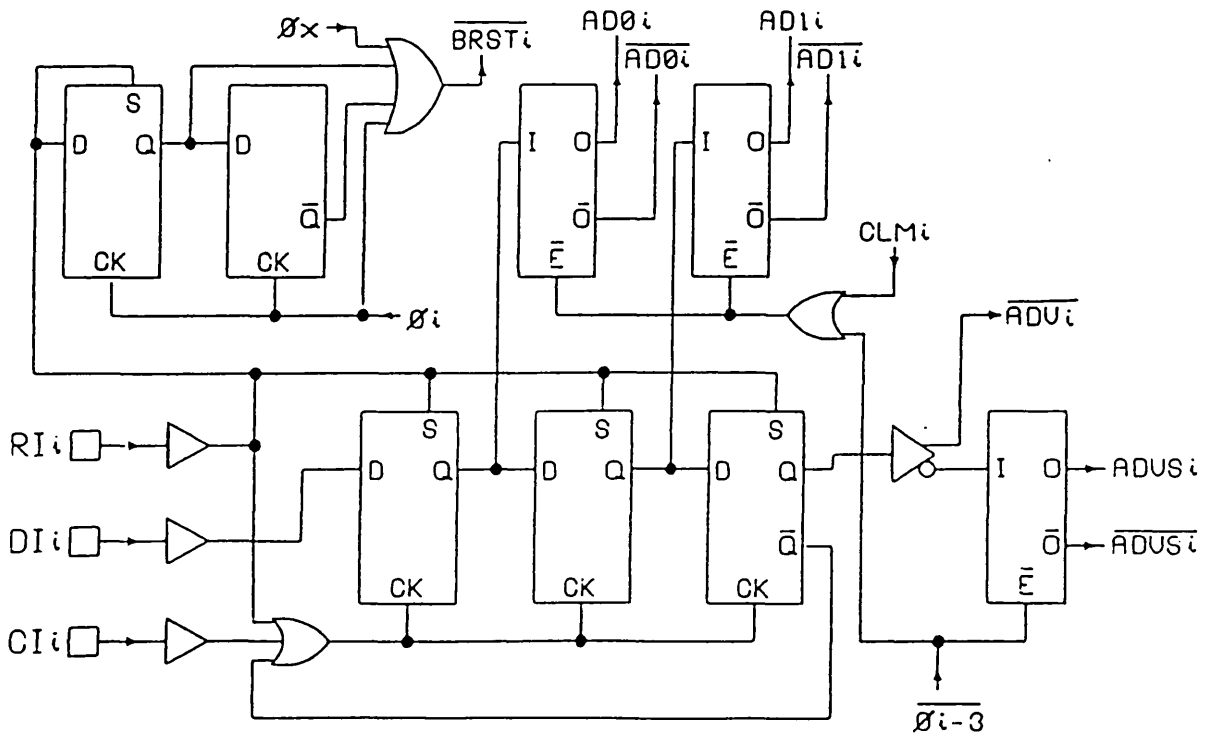 Øx
BRSTi
AD0i
AD0i
AD1i
AD1i
S
D
Q
CK
D
Q
CK
Øi
I
O
O
E
I
O
O
E
CLMi
ADVi
RIi
DIi
CIi
S
D
Q
CK
S
D
Q
CK
S
D
Q
Q
CK
I
O
O
E
ADVSi
ADVSi
Øi-3